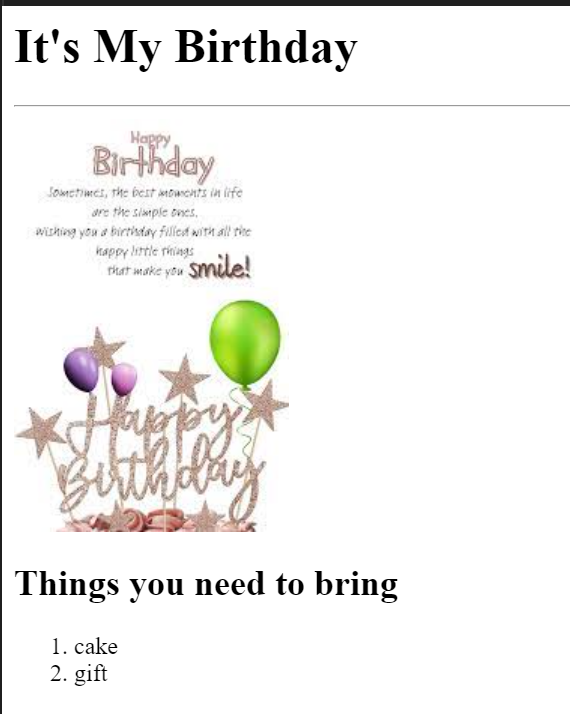 It's My Birthday
Happy
Birthday
Sometimes, the best moments in life
are the simple ones.
wishing you a birthday filled with all the
happy little things
that make you smile!
Happy
Birthday
Things you need to bring
1. cake
2. gift